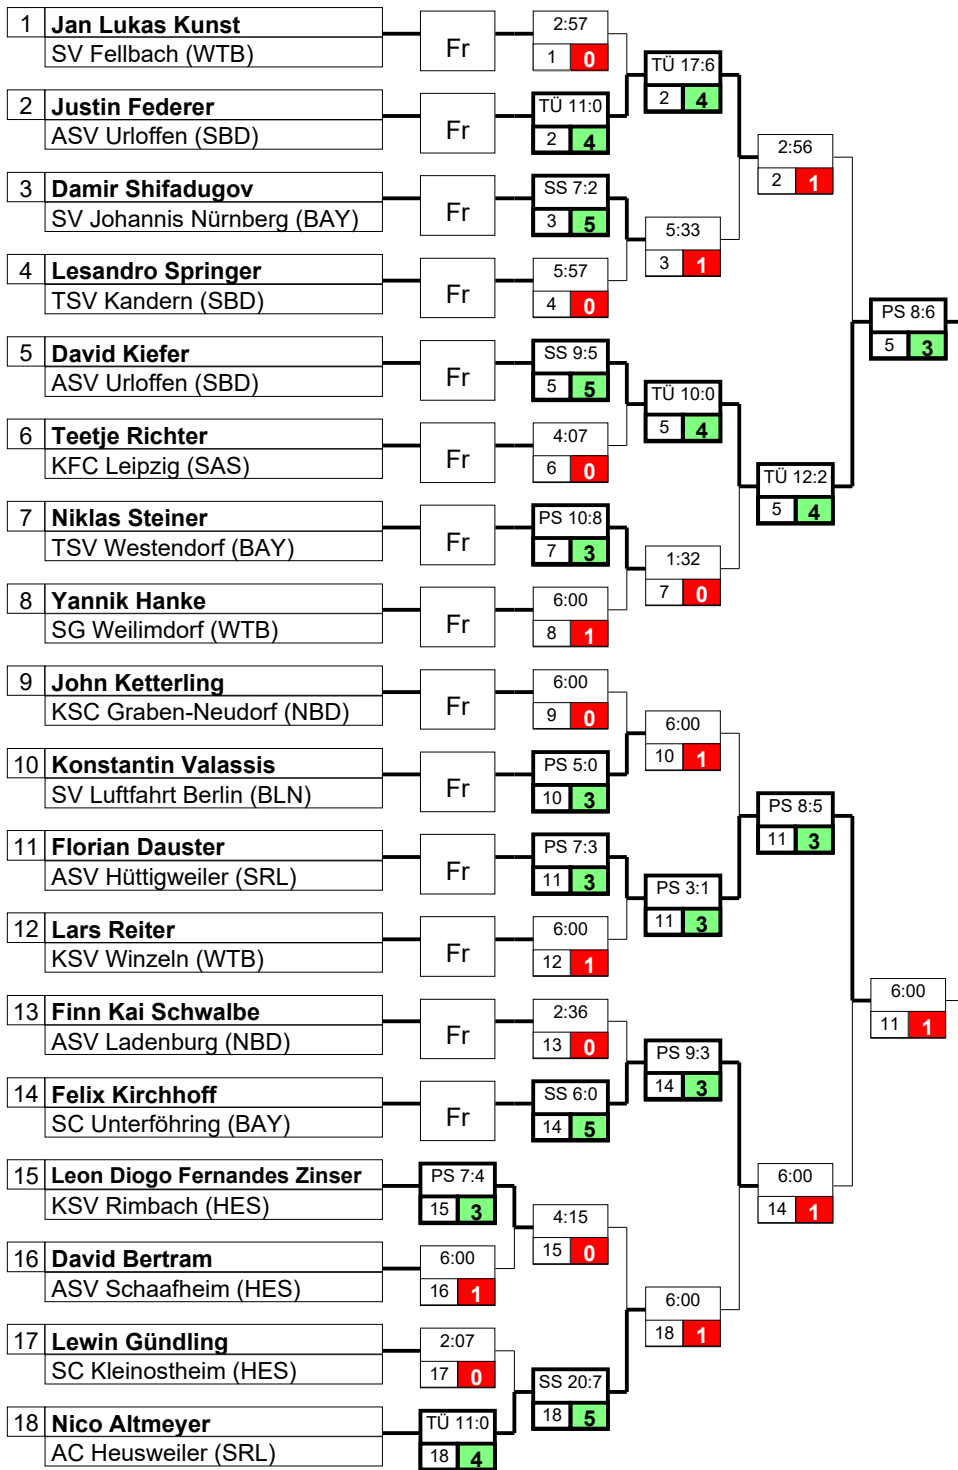 1 Jan Lukas Kunst
SV Fellbach (WTB)
Fr
2:57
1 0
TÜ 17:6
2 4
2 Justin Federer
ASV Urloffen (SBD)
Fr
TÜ 11:0
2 4
2:56
2 1
3 Damir Shifadugov
SV Johannis Nürnberg (BAY)
Fr
SS 7:2
3 5
5:33
3 1
4 Lesandro Springer
TSV Kandern (SBD)
Fr
5:57
4 0
PS 8:6
5 3
5 David Kiefer
ASV Urloffen (SBD)
Fr
SS 9:5
5 5
TÜ 10:0
5 4
6 Teetje Richter
KFC Leipzig (SAS)
Fr
4:07
6 0
TÜ 12:2
5 4
7 Niklas Steiner
TSV Westendorf (BAY)
Fr
PS 10:8
7 3
1:32
7 0
8 Yannik Hanke
SG Weilimdorf (WTB)
Fr
6:00
8 1
9 John Ketterling
KSC Graben-Neudorf (NBD)
Fr
6:00
9 0
6:00
10 1
10 Konstantin Valassis
SV Luftfahrt Berlin (BLN)
Fr
PS 5:0
10 3
PS 8:5
11 3
11 Florian Dauster
ASV Hüttigweiler (SRL)
Fr
PS 7:3
11 3
PS 3:1
11 3
12 Lars Reiter
KSV Winzeln (WTB)
Fr
6:00
12 1
6:00
11 1
13 Finn Kai Schwalbe
ASV Ladenburg (NBD)
Fr
2:36
13 0
PS 9:3
14 3
14 Felix Kirchhoff
SC Unterföhring (BAY)
Fr
SS 6:0
14 5
6:00
14 1
15 Leon Diogo Fernandes Zinser
KSV Rimbach (HES)
PS 7:4
15 3
4:15
15 0
16 David Bertram
ASV Schaafheim (HES)
6:00
16 1
6:00
18 1
17 Lewin Gündling
SC Kleinostheim (HES)
2:07
17 0
SS 20:7
18 5
18 Nico Altmeyer
AC Heusweiler (SRL)
TÜ 11:0
18 4